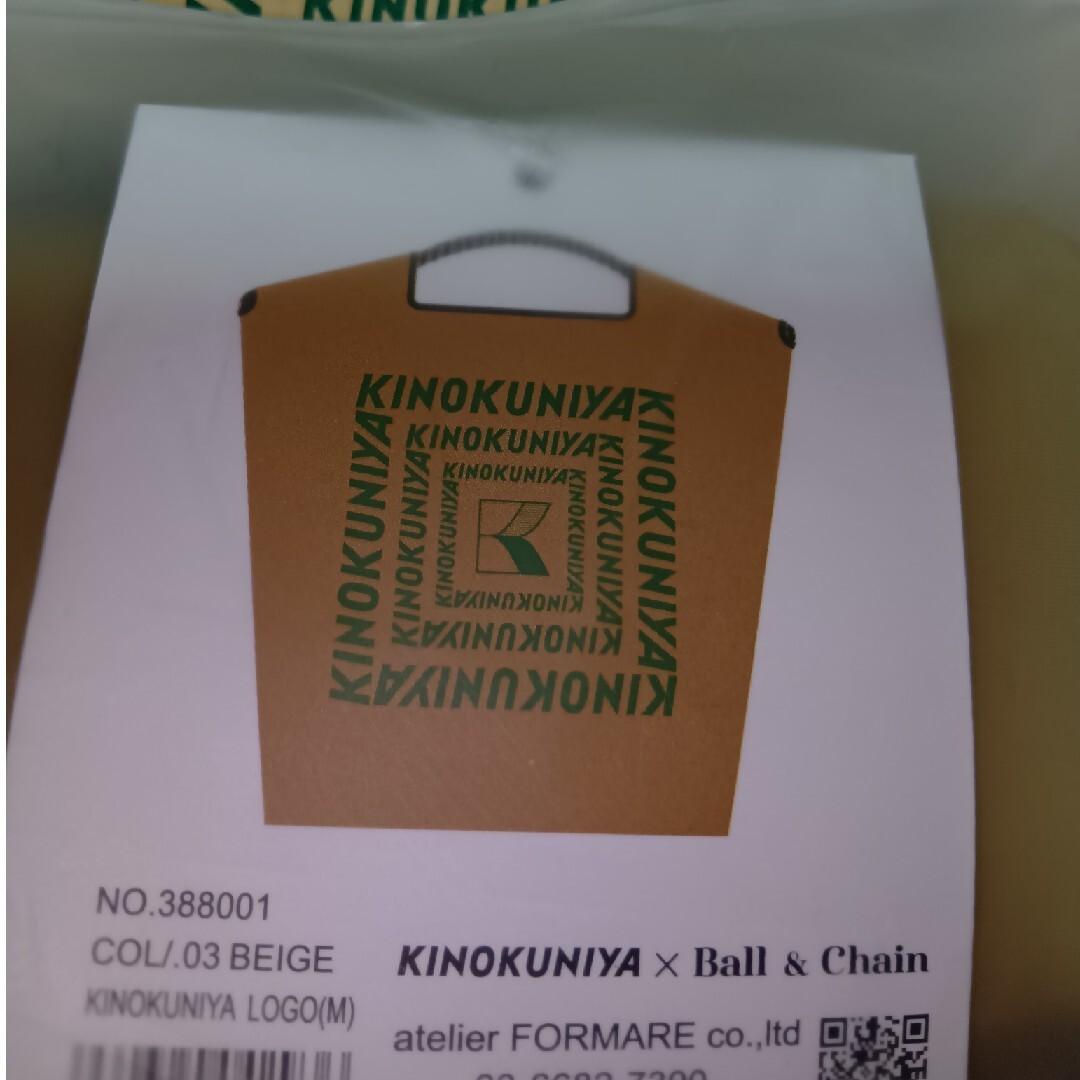 KINOKUNIYA
KINOKUNIYA
KINOKUNIYA
KINOKUNIYA
KINOKUNIYA
KINOKUNIYA
KINOKUNIYA
KINOKUNIYA
KINOKUNIYA
KINOKUNIYA
KINOKUNIYA
KINOKUNIYA
NO.388001
COL/.03 BEIGE
KINOKUNIYA LOGO(M)
KINOKUNIYA × Ball & Chain
atelier FORMARE co.,ltd